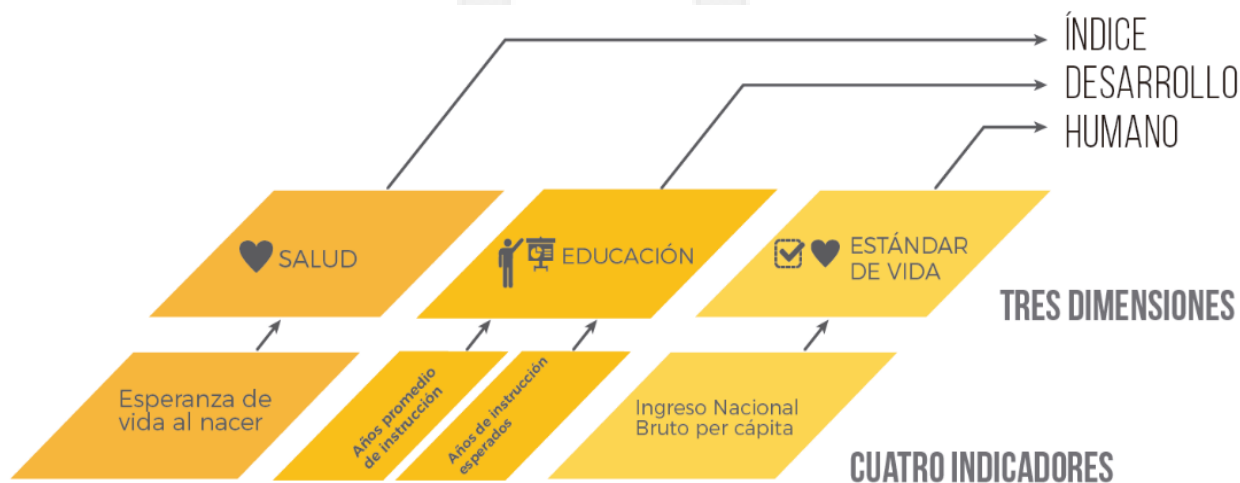 ÍNDICE
DESARROLLO
HUMANO
SALUD
EDUCACIÓN
ESTÁNDAR
DE VIDA
TRES DIMENSIONES
Esperanza de
vida al nacer
Años promedio
de instrucción
Años de instrucción
esperados
Ingreso Nacional
Bruto per cápita
CUATRO INDICADORES